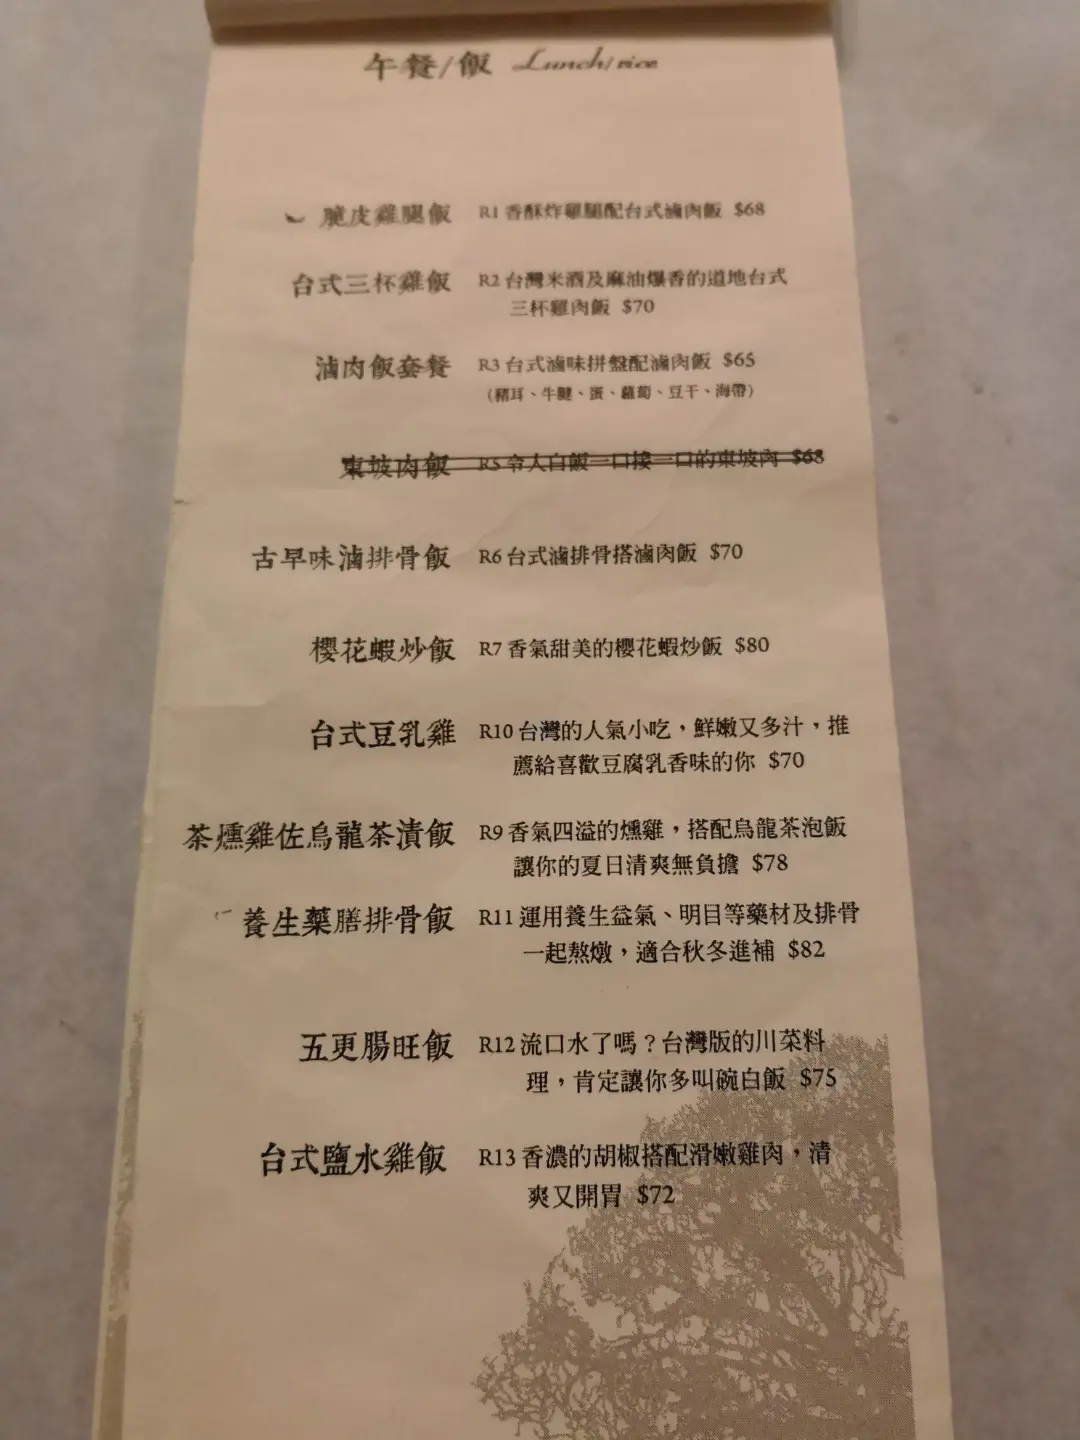 午餐/飯 Lunch/rice
脆皮雞腿飯 R1 香酥炸雞腿配台式滷肉飯 $68
台式三杯雞飯 R2 台灣米酒及麻油爆香的道地台式
三杯雞肉飯 $70
滷肉飯套餐 R3 台式滷味拼盤配滷肉飯 $65
(豬耳、牛腱、蛋、蘿蔔、豆干、海帶)
東坡肉飯 R5 令人白飯一口接一口的東坡肉 $68
古早味滷排骨飯 R6 台式滷排骨搭滷肉飯 $70
櫻花蝦炒飯 R7 香氣甜美的櫻花蝦炒飯 $80
台式豆乳雞 R10 台灣的人氣小吃，鮮嫩又多汁，推
薦給喜歡豆腐乳香味的你 $70
茶燻雞佐烏龍茶漬飯 R9 香氣四溢的燻雞，搭配烏龍茶泡飯
讓你的夏日清爽無負擔 $78
養生藥膳排骨飯 R11 運用養生益氣、明目等藥材及排骨
一起熬燉，適合秋冬進補 $82
五更腸旺飯 R12 流口水了嗎？台灣版的川菜料
理，肯定讓你多叫碗白飯 $75
台式鹽水雞飯 R13 香濃的胡椒搭配滑嫩雞肉，清
爽又開胃 $72